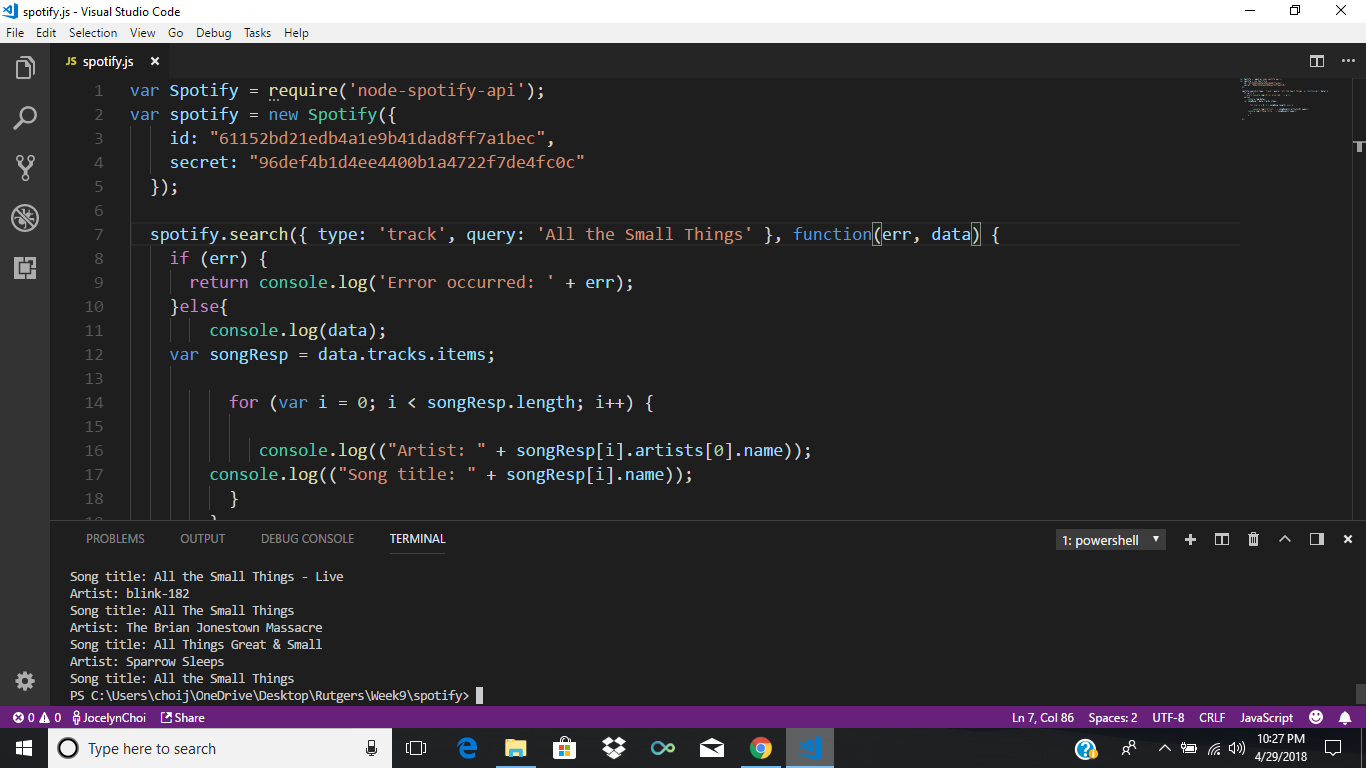 spotify.js - Visual Studio Code
File Edit Selection View Go Debug Tasks Help
JS spotify.js ×
1 var Spotify = require('node-spotify-api');
2 var spotify = new Spotify({
3 id: "61152bd21edb4a1e9b41dad8ff7a1bec",
4 secret: "96def4b1d4ee4400b1a4722f7de4fc0c"
5 });
6
7 spotify.search({ type: 'track', query: 'All the Small Things' }, function(err, data) {
8 if (err) {
9 return console.log('Error occurred: ' + err);
10 }else{
11 console.log(data);
12 var songResp = data.tracks.items;
13
14 for (var i = 0; i < songResp.length; i++) {
15
16 console.log(("Artist: " + songResp[i].artists[0].name));
17 console.log(("Song title: " + songResp[i].name));
18 }
PROBLEMS OUTPUT DEBUG CONSOLE TERMINAL 1: powershell
Song title: All the Small Things - Live
Artist: blink-182
Song title: All The Small Things
Artist: The Brian Jonestown Massacre
Song title: All Things Great & Small
Artist: Sparrow Sleeps
Song title: All the Small Things
PS C:\Users\choij\OneDrive\Desktop\Rutgers\Week9\spotify>
0 0 JocelynChoi Share Ln 7, Col 86 Spaces: 2 UTF-8 CRLF JavaScript
Type here to search
10:27 PM
4/29/2018